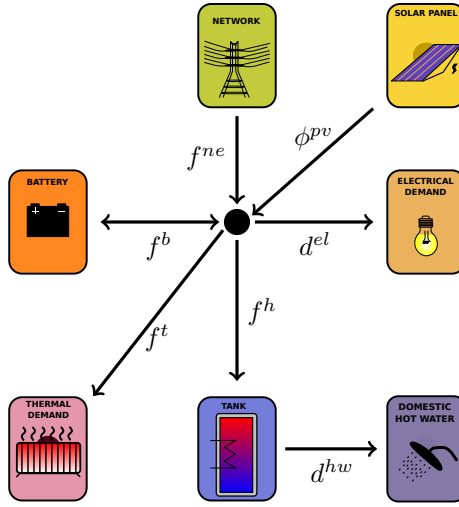 NETWORK
SOLAR PANEL
f^{ne}
ϕ^{pv}
BATTERY
+ −
ELECTRICAL
DEMAND
f^{b}
d^{el}
f^{t}
f^{h}
THERMAL
DEMAND
TANK
DOMESTIC
HOT WATER
d^{hw}